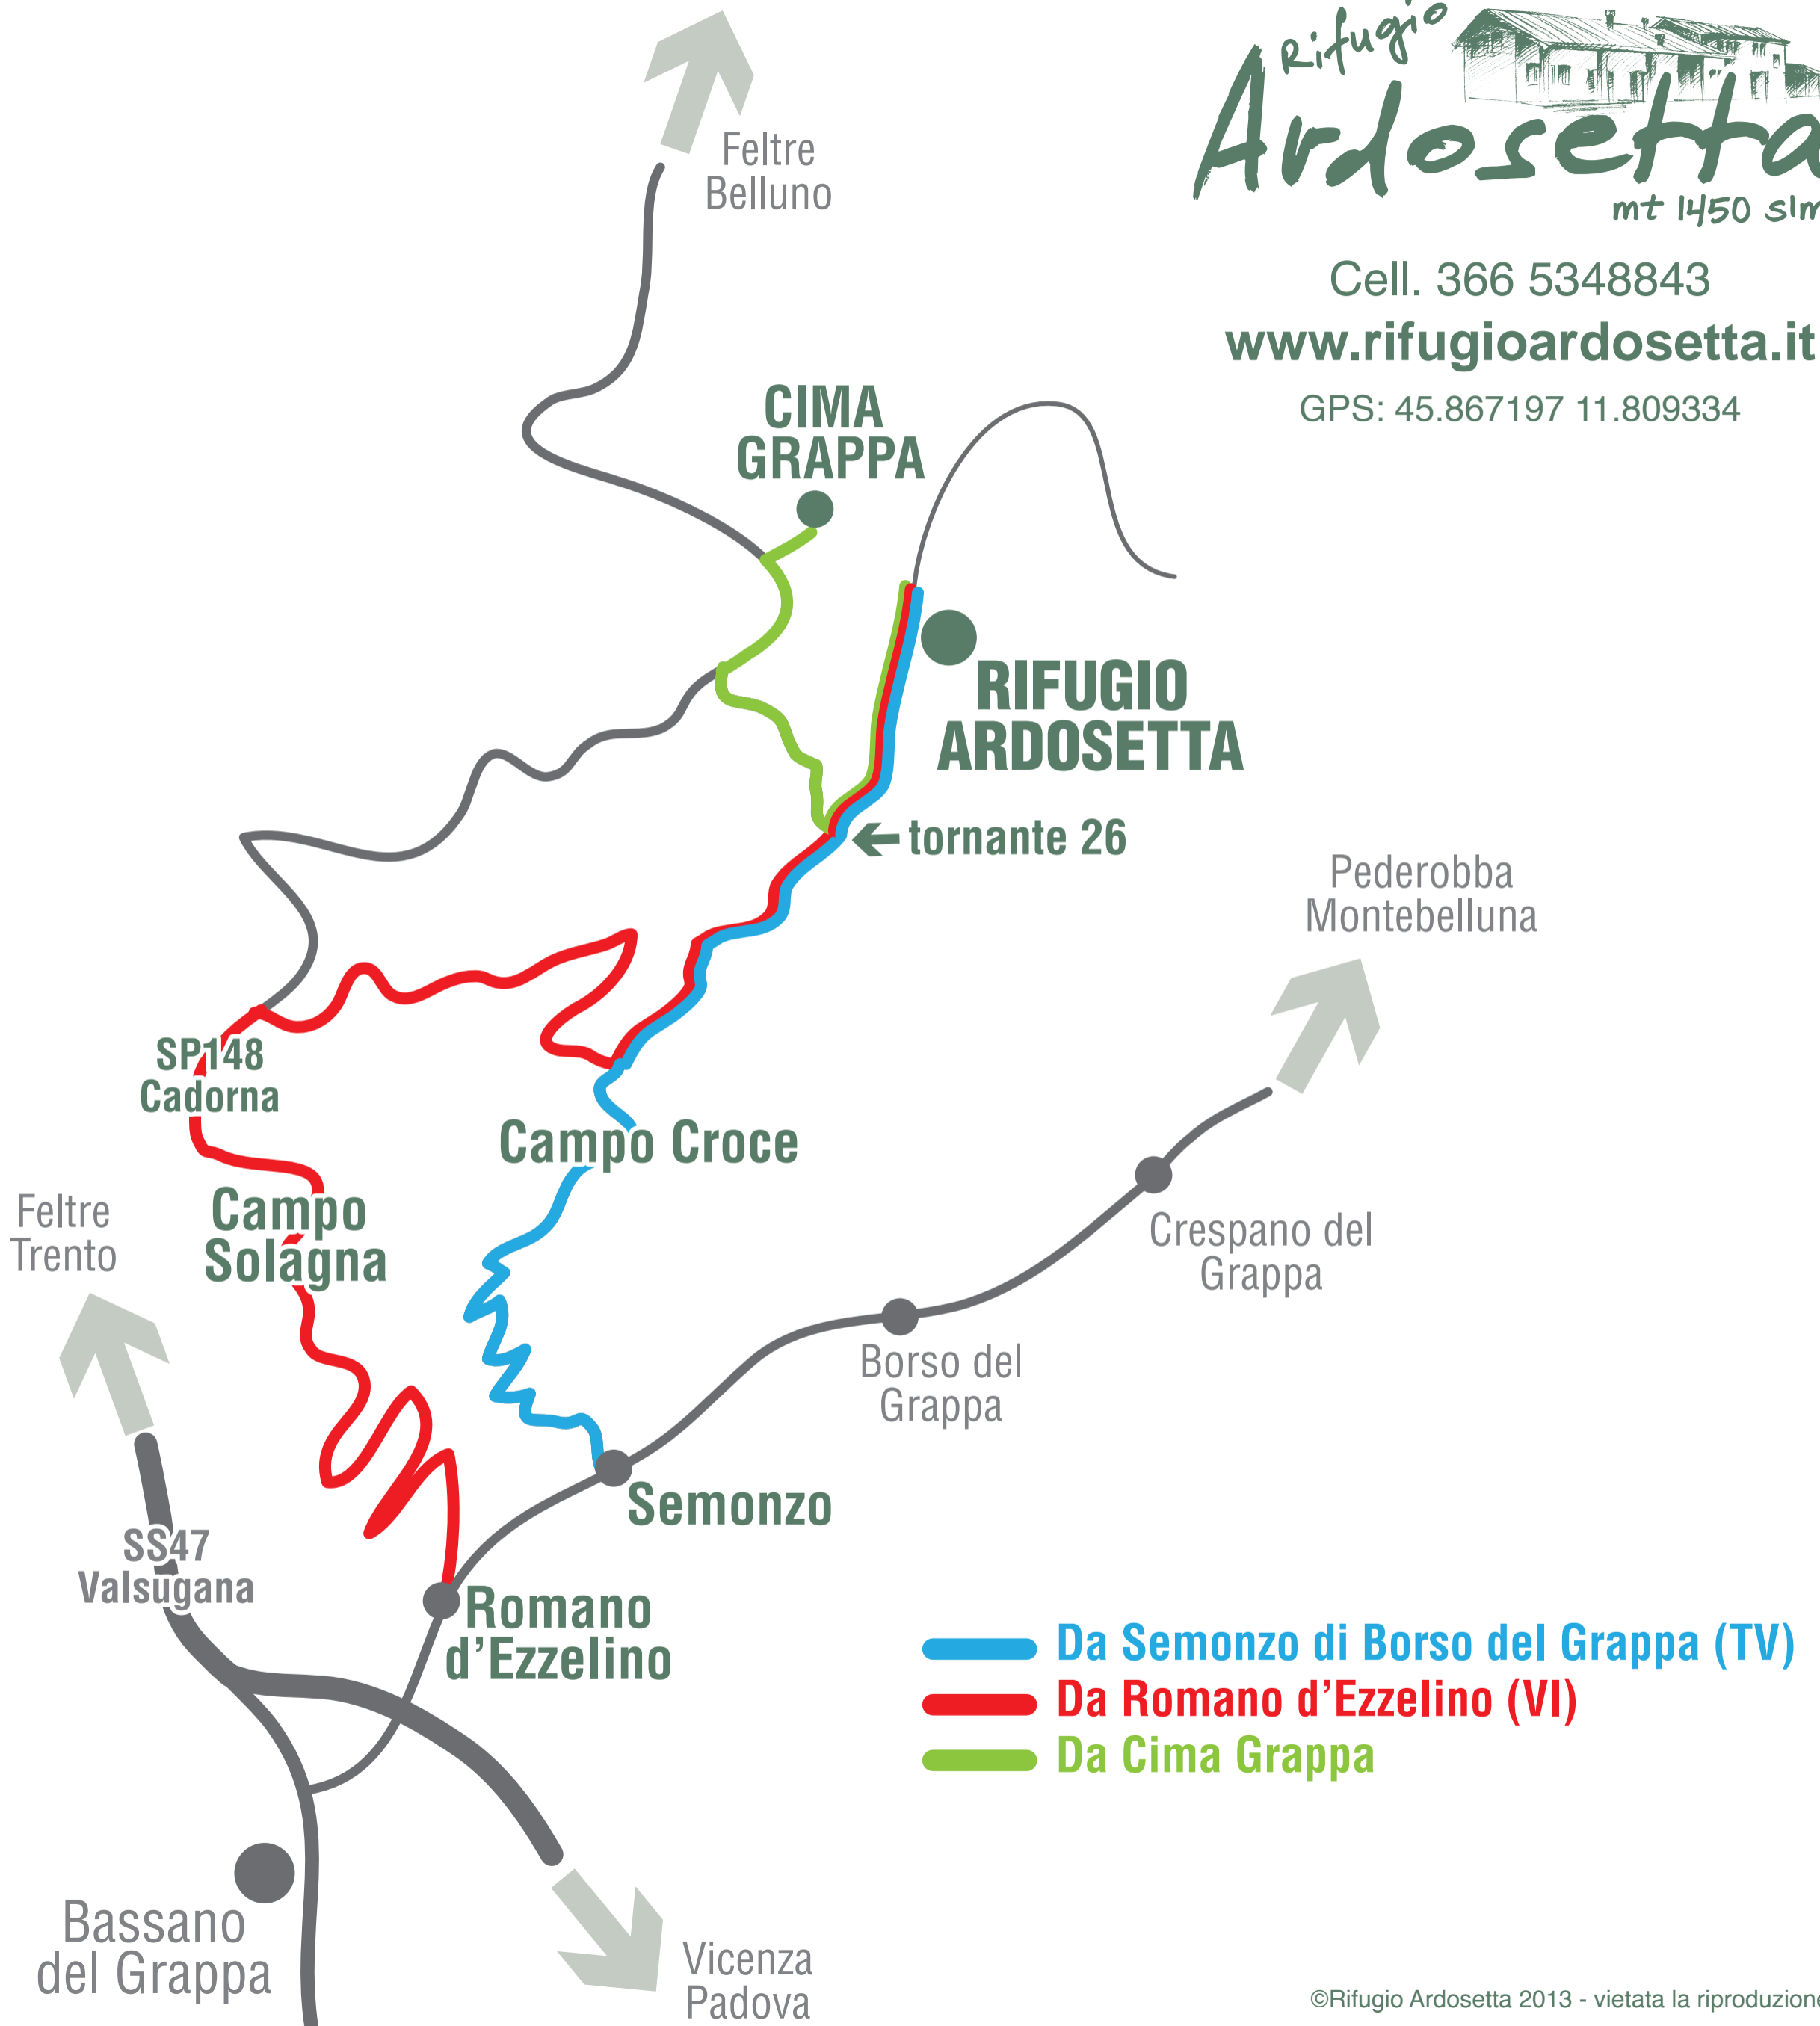 Rifugio
Ardosetta
mt 1450 slm
Cell. 366 5348843
www.rifugioardosetta.it
GPS: 45.867197 11.809334
Feltre
Belluno
CIMA
GRAPPA
RIFUGIO
ARDOSETTA
tornante 26
Pederobba
Montebelluna
SP148
Cadorna
Campo Croce
Campo
Solagna
Feltre
Trento
Crespano del
Grappa
Borso del
Grappa
Semonzo
SS47
Valsugana
Romano
d’Ezzelino
Da Semonzo di Borso del Grappa (TV)
Da Romano d’Ezzelino (VI)
Da Cima Grappa
Bassano
del Grappa
Vicenza
Padova
©Rifugio Ardosetta 2013 - vietata la riproduzione